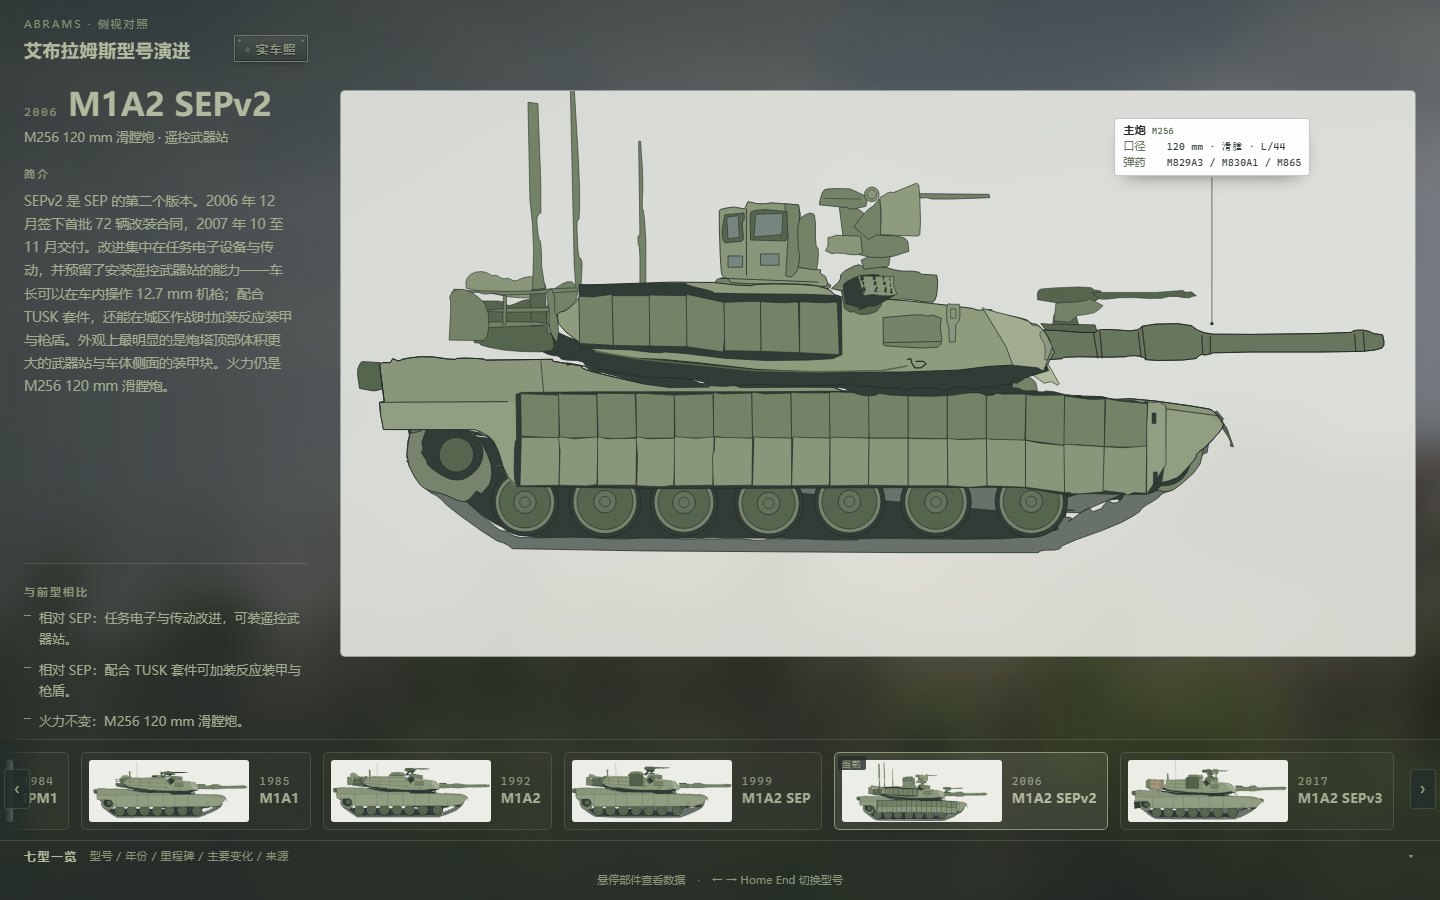 ABRAMS · 侧视对照
艾布拉姆斯型号演进
实车照
2006 M1A2 SEPv2
M256 120 mm 滑膛炮 · 遥控武器站
简介
SEPv2 是 SEP 的第二个版本。2006 年 12
月签下首批 72 辆改装合同，2007 年 10 至
11 月交付。改进集中在任务电子设备与传
动，并预留了安装遥控武器站的能力——车
长可以在车内操作 12.7 mm 机枪；配合
TUSK 套件，还能在城区作战时加装反应装甲
与枪盾。外观上最明显的是炮塔顶部体积更
大的武器站与车体侧面的装甲块。火力仍是
M256 120 mm 滑膛炮。
主炮 M256
口径 120 mm · 滑膛 · L/44
弹药 M829A3 / M830A1 / M865
与前型相比
– 相对 SEP：任务电子与传动改进，可装遥控武
器站。
– 相对 SEP：配合 TUSK 套件可加装反应装甲与
枪盾。
– 火力不变：M256 120 mm 滑膛炮。
‹
984
PM1
1985
M1A1
1992
M1A2
1999
M1A2 SEP
当前
2006
M1A2 SEPv2
2017
M1A2 SEPv3
›
七型一览 型号 / 年份 / 里程碑 / 主要变化 / 来源
悬停部件查看数据 · ← → Home End 切换型号